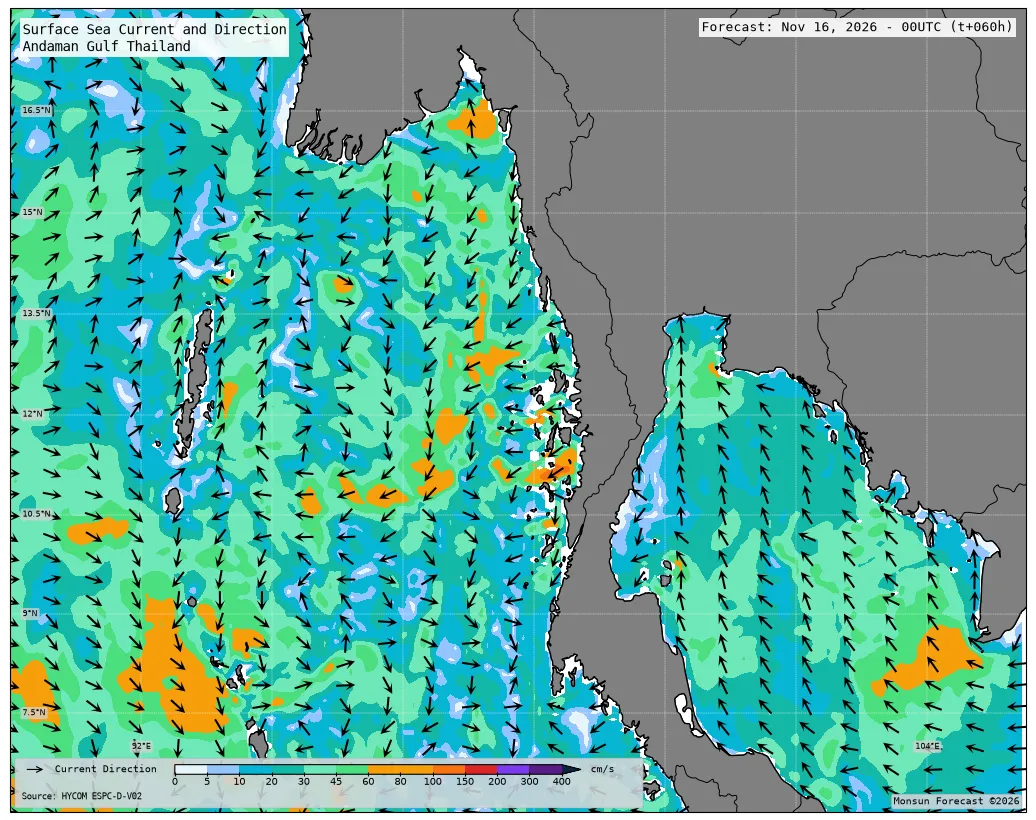 Surface Sea Current and Direction
Andaman Gulf Thailand
Forecast: Nov 16, 2026 - 00UTC (t+060h)
16.5°N
15°N
13.5°N
12°N
10.5°N
9°N
7.5°N
92°E
104°E
Current Direction
0 5 10 20 30 45 60 80 100 150 200 300 400 cm/s
Source: HYCOM ESPC-D-V02
Monsun Forecast ©2026